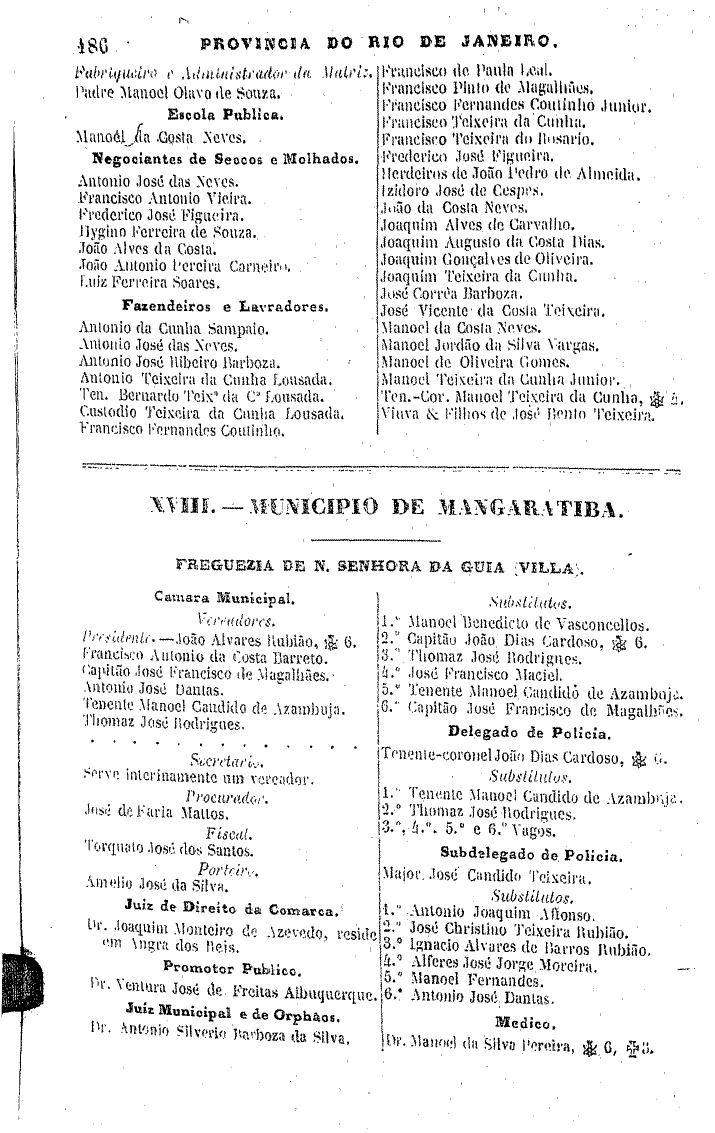 186 PROVINCIA DO RIO DE JANEIRO.
Fabriqueiro e Administrador da Matriz.
Padre Manoel Olavo de Souza.
Escola Publica.
Manoel da Costa Neves.
Negociantes de Seccos e Molhados.
Antonio José das Neves.
Francisco Antonio Vieira.
Frederico José Figueira.
Hygino Ferreira de Souza.
João Alves da Costa.
João Antonio Pereira Carneiro.
Luiz Ferreira Soares.
Fazendeiros e Lavradores.
Antonio da Cunha Sampaio.
Antonio José das Neves.
Antonio José Ribeiro Barboza.
Antonio Teixeira da Cunha Lousada.
Ten. Bernardo Teixª da Cª Lousada.
Custodio Teixeira da Cunha Lousada.
Francisco Fernandes Coutinho.
Francisco de Paula Leal.
Francisco Pinto de Magalhães.
Francisco Fernandes Coutinho Junior.
Francisco Teixeira da Cunha.
Francisco Teixeira do Rosario.
Frederico José Figueira.
Herdeiros de João Pedro de Almeida.
Izidoro José de Cespes.
João da Costa Neves.
Joaquim Alves de Carvalho.
Joaquim Augusto da Costa Dias.
Joaquim Gonçalves de Oliveira.
Joaquim Teixeira da Cunha.
José Corrêa Barboza.
José Vicente da Costa Teixeira.
Manoel da Costa Neves.
Manoel Jordão da Silva Vargas.
Manoel de Oliveira Gomes.
Manoel Teixeira da Cunha Junior.
Ten.-Cor. Manoel Teixeira da Cunha,
Viuva & Filhos de José Bento Teixeira.
XVIII. — MUNICIPIO DE MANGARATIBA.
FREGUEZIA DE N. SENHORA DA GUIA (VILLA).
Camara Municipal.
Vereadores.
Presidente.—João Alvares Rubião, 6.
Francisco Antonio da Costa Barreto.
Capitão José Francisco de Magalhães.
Antonio José Dantas.
Tenente Manoel Candido de Azambuja.
Thomaz José Rodrigues.
. . . . . . . . . . . . .
Secretario.
Serve interinamente um vereador.
Procurador.
José de Faria Mattos.
Fiscal.
Torquato José dos Santos.
Porteiro.
Amelio José da Silva.
Juiz de Direito da Comarca.
Dr. Joaquim Monteiro de Azevedo, reside
em Angra dos Reis.
Promotor Publico.
Dr. Ventura José de Freitas Albuquerque.
Juiz Municipal e de Orphãos.
Dr. Antonio Silverio Barboza da Silva.
Substitutos.
1.º Manoel Benedicto de Vasconcellos.
2.º Capitão João Dias Cardoso, 6.
3.º Thomaz José Rodrigues.
4.º José Francisco Maciel.
5.º Tenente Manoel Candido de Azambuja.
6.º Capitão José Francisco de Magalhães.
Delegado de Policia.
Tenente-coronel João Dias Cardoso, 6.
Substitutos.
1.º Tenente Manoel Candido de Azambuja.
2.º Thomaz José Rodrigues.
3.º, 4.º, 5.º e 6.º Vagos.
Subdelegado de Policia.
Major José Candido Teixeira.
Substitutos.
1.º Antonio Joaquim Affonso.
2.º José Christino Teixeira Rubião.
3.º Ignacio Alvares de Barros Rubião.
4.º Alferes José Jorge Moreira.
5.º Manoel Fernandes.
6.º Antonio José Dantas.
Medico.
Dr. Manoel da Silva Pereira, 6, 3.